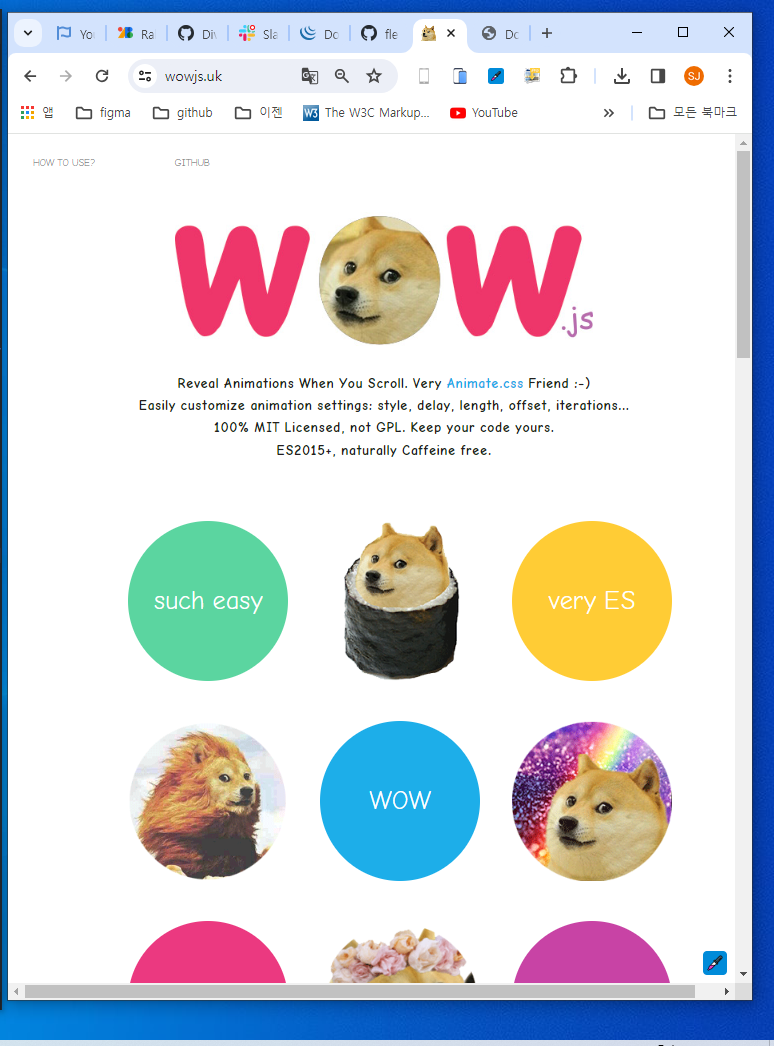 Yo
Ra
Div
Sla
Do
fle
Do
wowjs.uk
SJ
앱
figma
github
이젠
W3
The W3C Markup...
YouTube
»
모든 북마크
HOW TO USE?
GITHUB
WOW.js
Reveal Animations When You Scroll. Very Animate.css Friend :-)
Easily customize animation settings: style, delay, length, offset, iterations...
100% MIT Licensed, not GPL. Keep your code yours.
ES2015+, naturally Caffeine free.
such easy
very ES
WOW